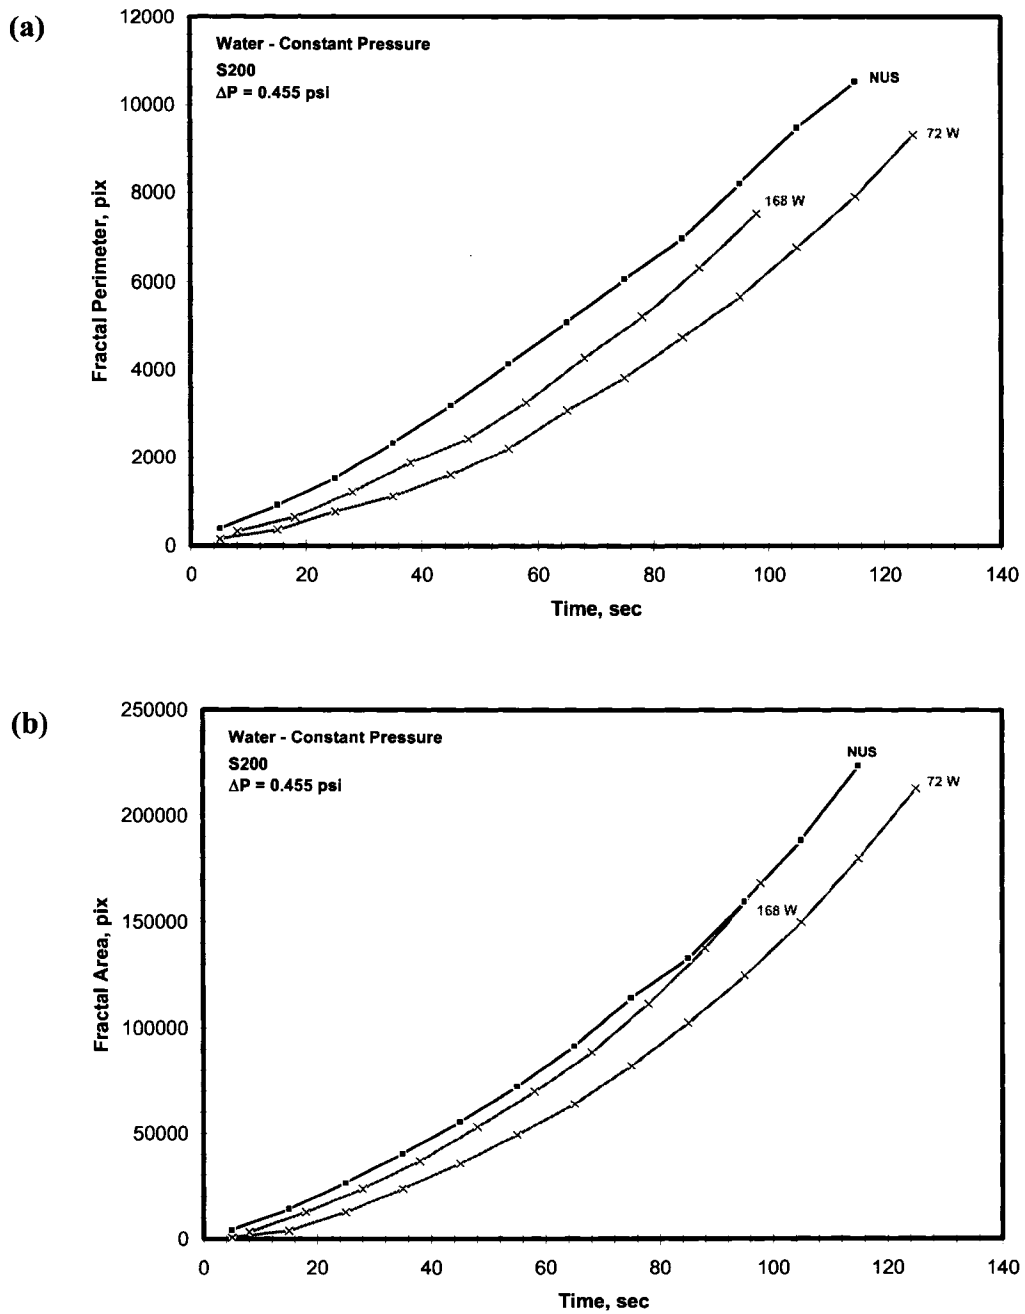 (a)
12000
10000
8000
6000
4000
2000
0
Fractal Perimeter, pix
Water - Constant Pressure
S200
ΔP = 0.455 psi
NUS
72 W
168 W
0 20 40 60 80 100 120 140
Time, sec
(b)
250000
200000
150000
100000
50000
0
Fractal Area, pix
Water - Constant Pressure
S200
ΔP = 0.455 psi
NUS
72 W
168 W
0 20 40 60 80 100 120 140
Time, sec